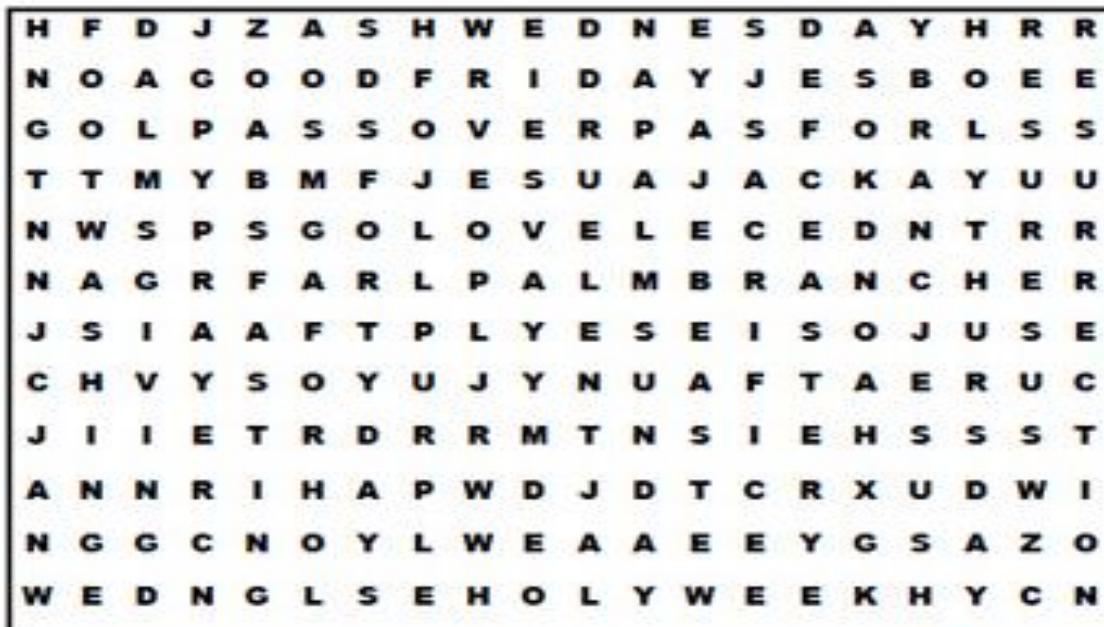 H F D J Z A S H W E D N E S D A Y H R R
N O A G O O D F R I D A Y J E S B O E E
G O L P A S S O V E R P A S F O R L S S
T T M Y B M F J E S U A J A C K A Y U U
N W S P S G O L O V E L E C E D N T R R
N A G R F A R L P A L M B R A N C H E R
J S I A A F T P L Y E S E I S O J U S E
C H V Y S O Y U J Y N U A F T A E R U C
J I I E T R D R R M T N S I E H S S S T
A N N R I H A P W D J D T C R X U D W I
N G G C N O Y L W E A A E E Y G S A Z O
W E D N G L S E H O L Y W E E K H Y C N